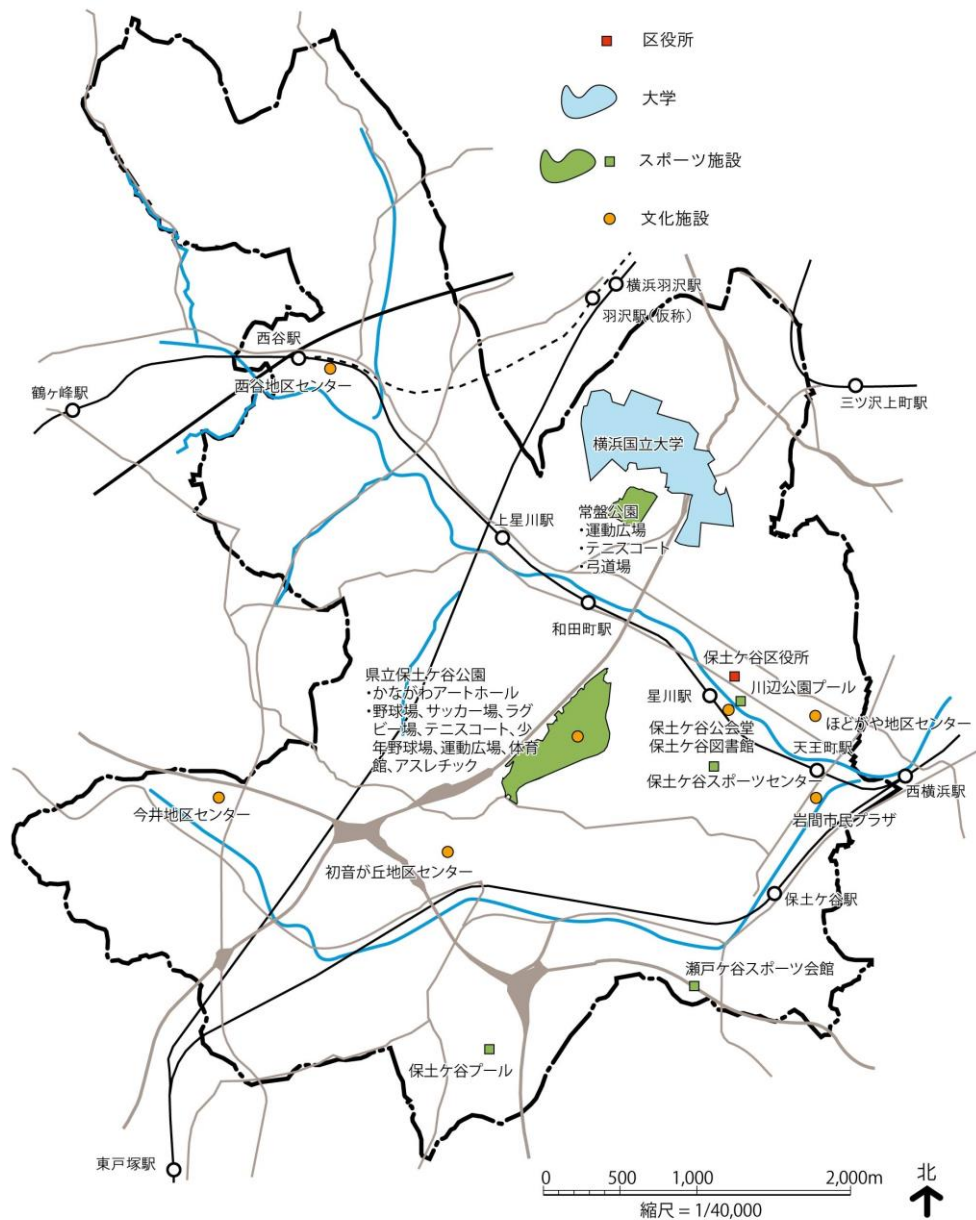 区役所
大学
スポーツ施設
文化施設
横浜羽沢駅
羽沢駅(仮称)
西谷駅
西谷地区センター
鶴ヶ峰駅
三ツ沢上町駅
横浜国立大学
常盤公園
・運動広場
・テニスコート
・弓道場
上星川駅
和田町駅
保土ケ谷区役所
川辺公園プール
星川駅
ほどがや地区センター
保土ケ谷公会堂
保土ケ谷図書館
天王町駅
保土ケ谷スポーツセンター
西横浜駅
岩間市民プラザ
県立保土ケ谷公園
・かながわアートホール
・野球場、サッカー場、ラグ
ビー場、テニスコート、少
年野球場、運動広場、体育
館、アスレチック
今井地区センター
初音が丘地区センター
保土ケ谷駅
瀬戸ケ谷スポーツ会館
保土ケ谷プール
東戸塚駅
0 500 1,000 2,000m
縮尺 = 1/40,000
北